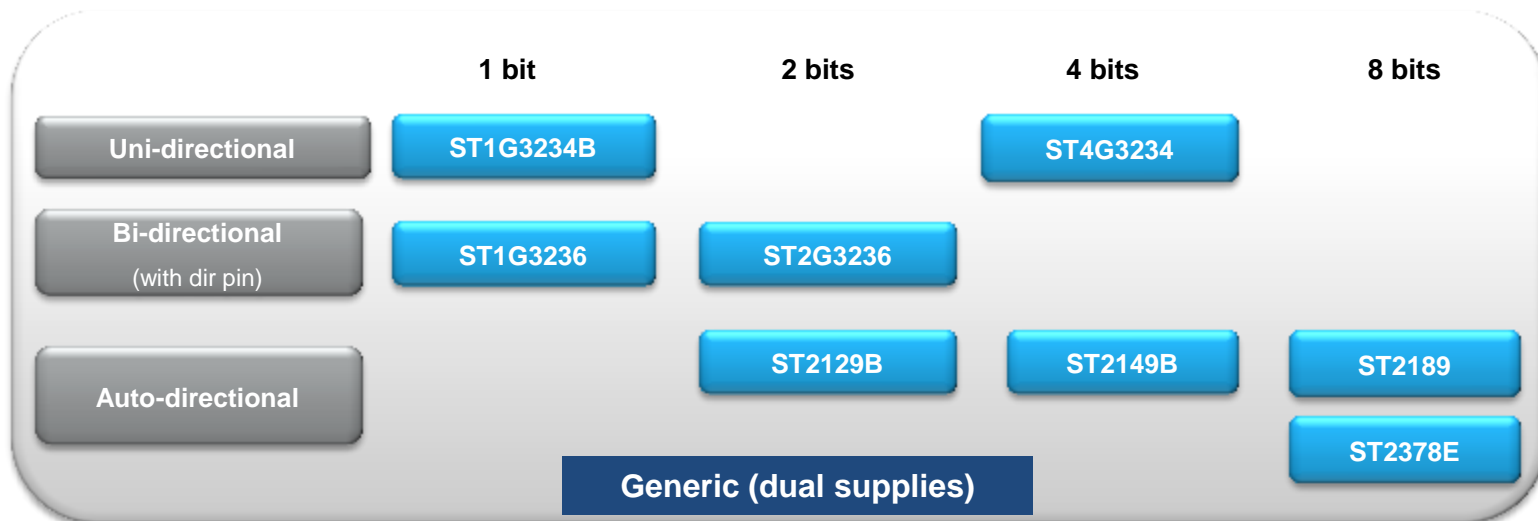 1 bit 2 bits 4 bits 8 bits
Uni-directional ST1G3234B ST4G3234
Bi-directional
(with dir pin)
ST1G3236 ST2G3236
Auto-directional
ST2129B ST2149B ST2189
ST2378E
Generic (dual supplies)